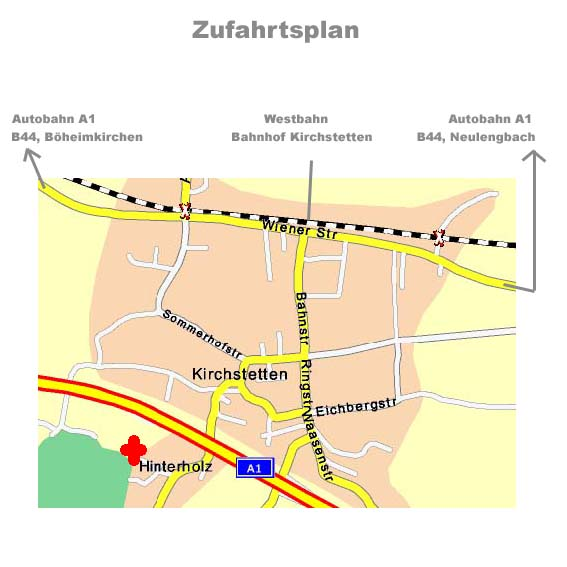 Zufahrtsplan
Autobahn A1
B44, Böheimkirchen
Westbahn
Bahnhof Kirchstetten
Autobahn A1
B44, Neulengbach
Wiener Str
Bahnstr
Sommerhofstr
Kirchstetten
Ringstr
Eichbergstr
Waasenstr
Hinterholz
A1